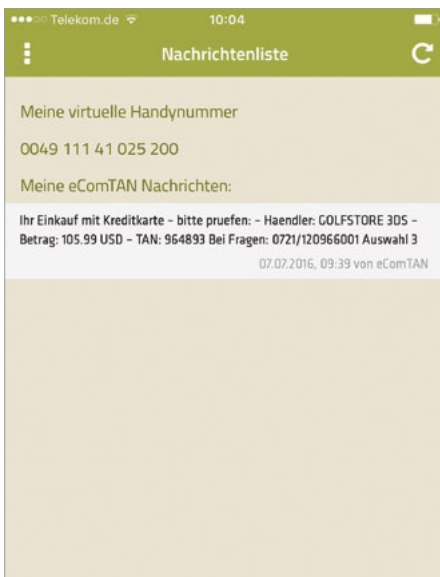 Telekom.de 10:04
Nachrichtenliste
Meine virtuelle Handynummer
0049 111 41 025 200
Meine eComTAN Nachrichten:
Ihr Einkauf mit Kreditkarte - bitte pruefen: - Haendler: GOLFSTORE 3DS -
Betrag: 105.99 USD - TAN: 964893 Bei Fragen: 0721/120966001 Auswahl 3
07.07.2016, 09:39 von eComTAN